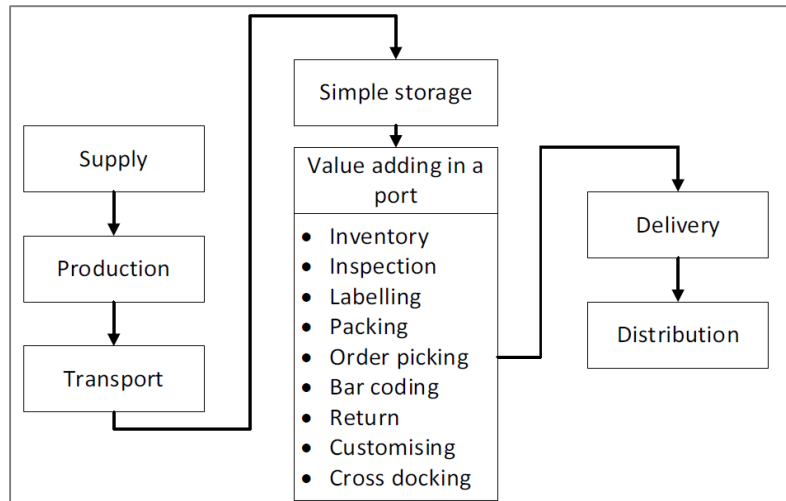 Supply
Production
Transport
Simple storage
Value adding in a
port
• Inventory
• Inspection
• Labelling
• Packing
• Order picking
• Bar coding
• Return
• Customising
• Cross docking
Delivery
Distribution